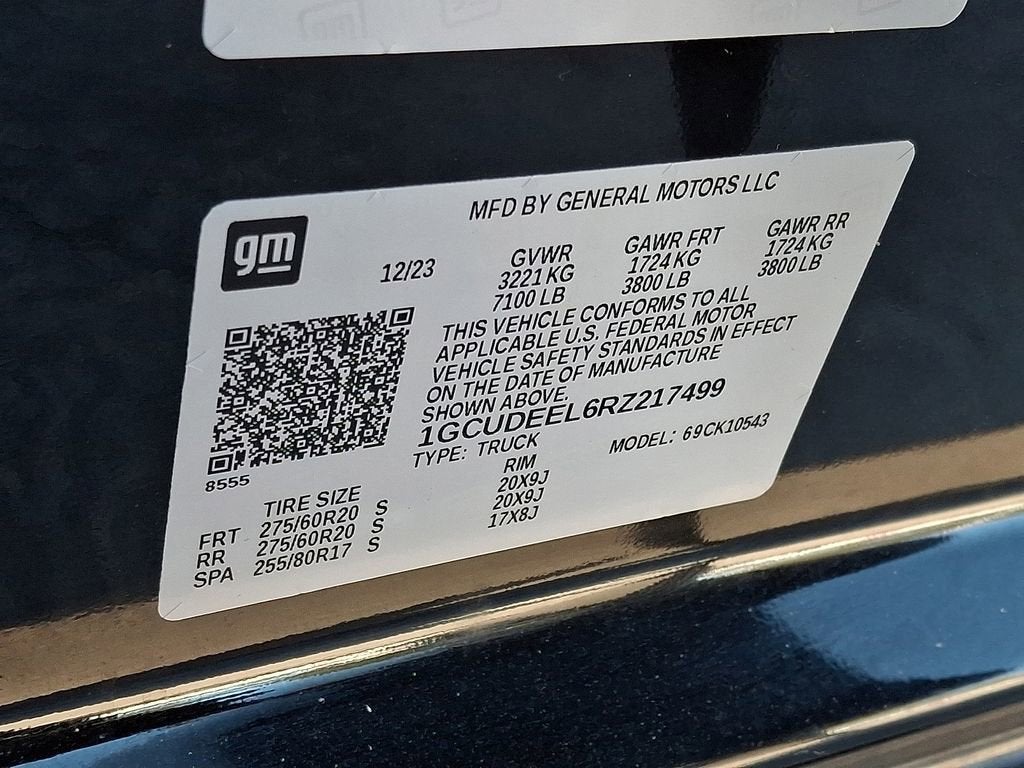 MFD BY GENERAL MOTORS LLC
gm
12/23
GVWR GAWR FRT GAWR RR
3221 KG 1724 KG 1724 KG
7100 LB 3800 LB 3800 LB
THIS VEHICLE CONFORMS TO ALL
APPLICABLE U.S. FEDERAL MOTOR
VEHICLE SAFETY STANDARDS IN EFFECT
ON THE DATE OF MANUFACTURE
SHOWN ABOVE.
1GCUDEEL6RZ217499
TYPE: TRUCK MODEL: 69CK10543
8555
TIRE SIZE RIM
FRT 275/60R20 S 20X9J
RR 275/60R20 S 20X9J
SPA 255/80R17 S 17X8J